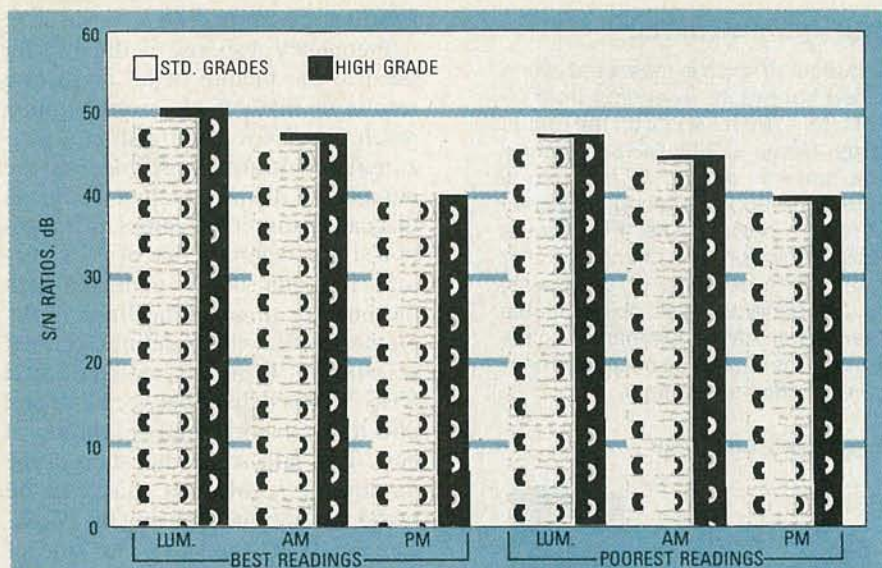 60
50
40
30
20
10
0
S/N RATIOS. dB
STD. GRADES
HIGH GRADE
LUM.
AM
PM
LUM.
AM
PM
BEST READINGS
POOREST READINGS